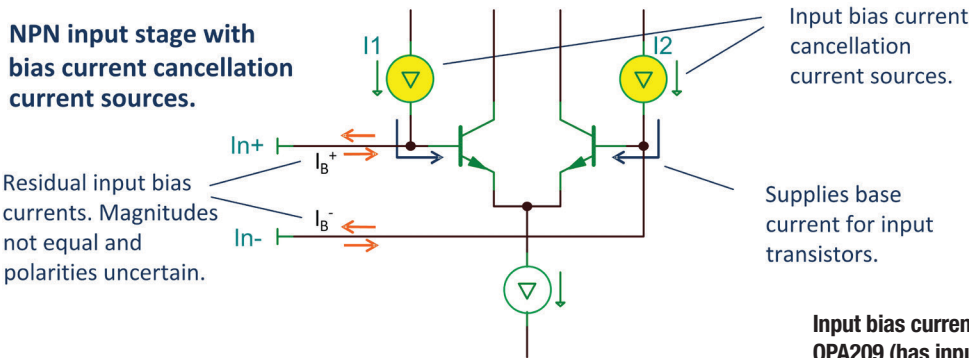 NPN input stage with
bias current cancellation
current sources.
I1
I2
Input bias current
cancellation
current sources.
In+
IB+
Residual input bias
currents. Magnitudes
not equal and
polarities uncertain.
IB-
In-
Supplies base
current for input
transistors.
Input bias curren
OPA209 (has inpu